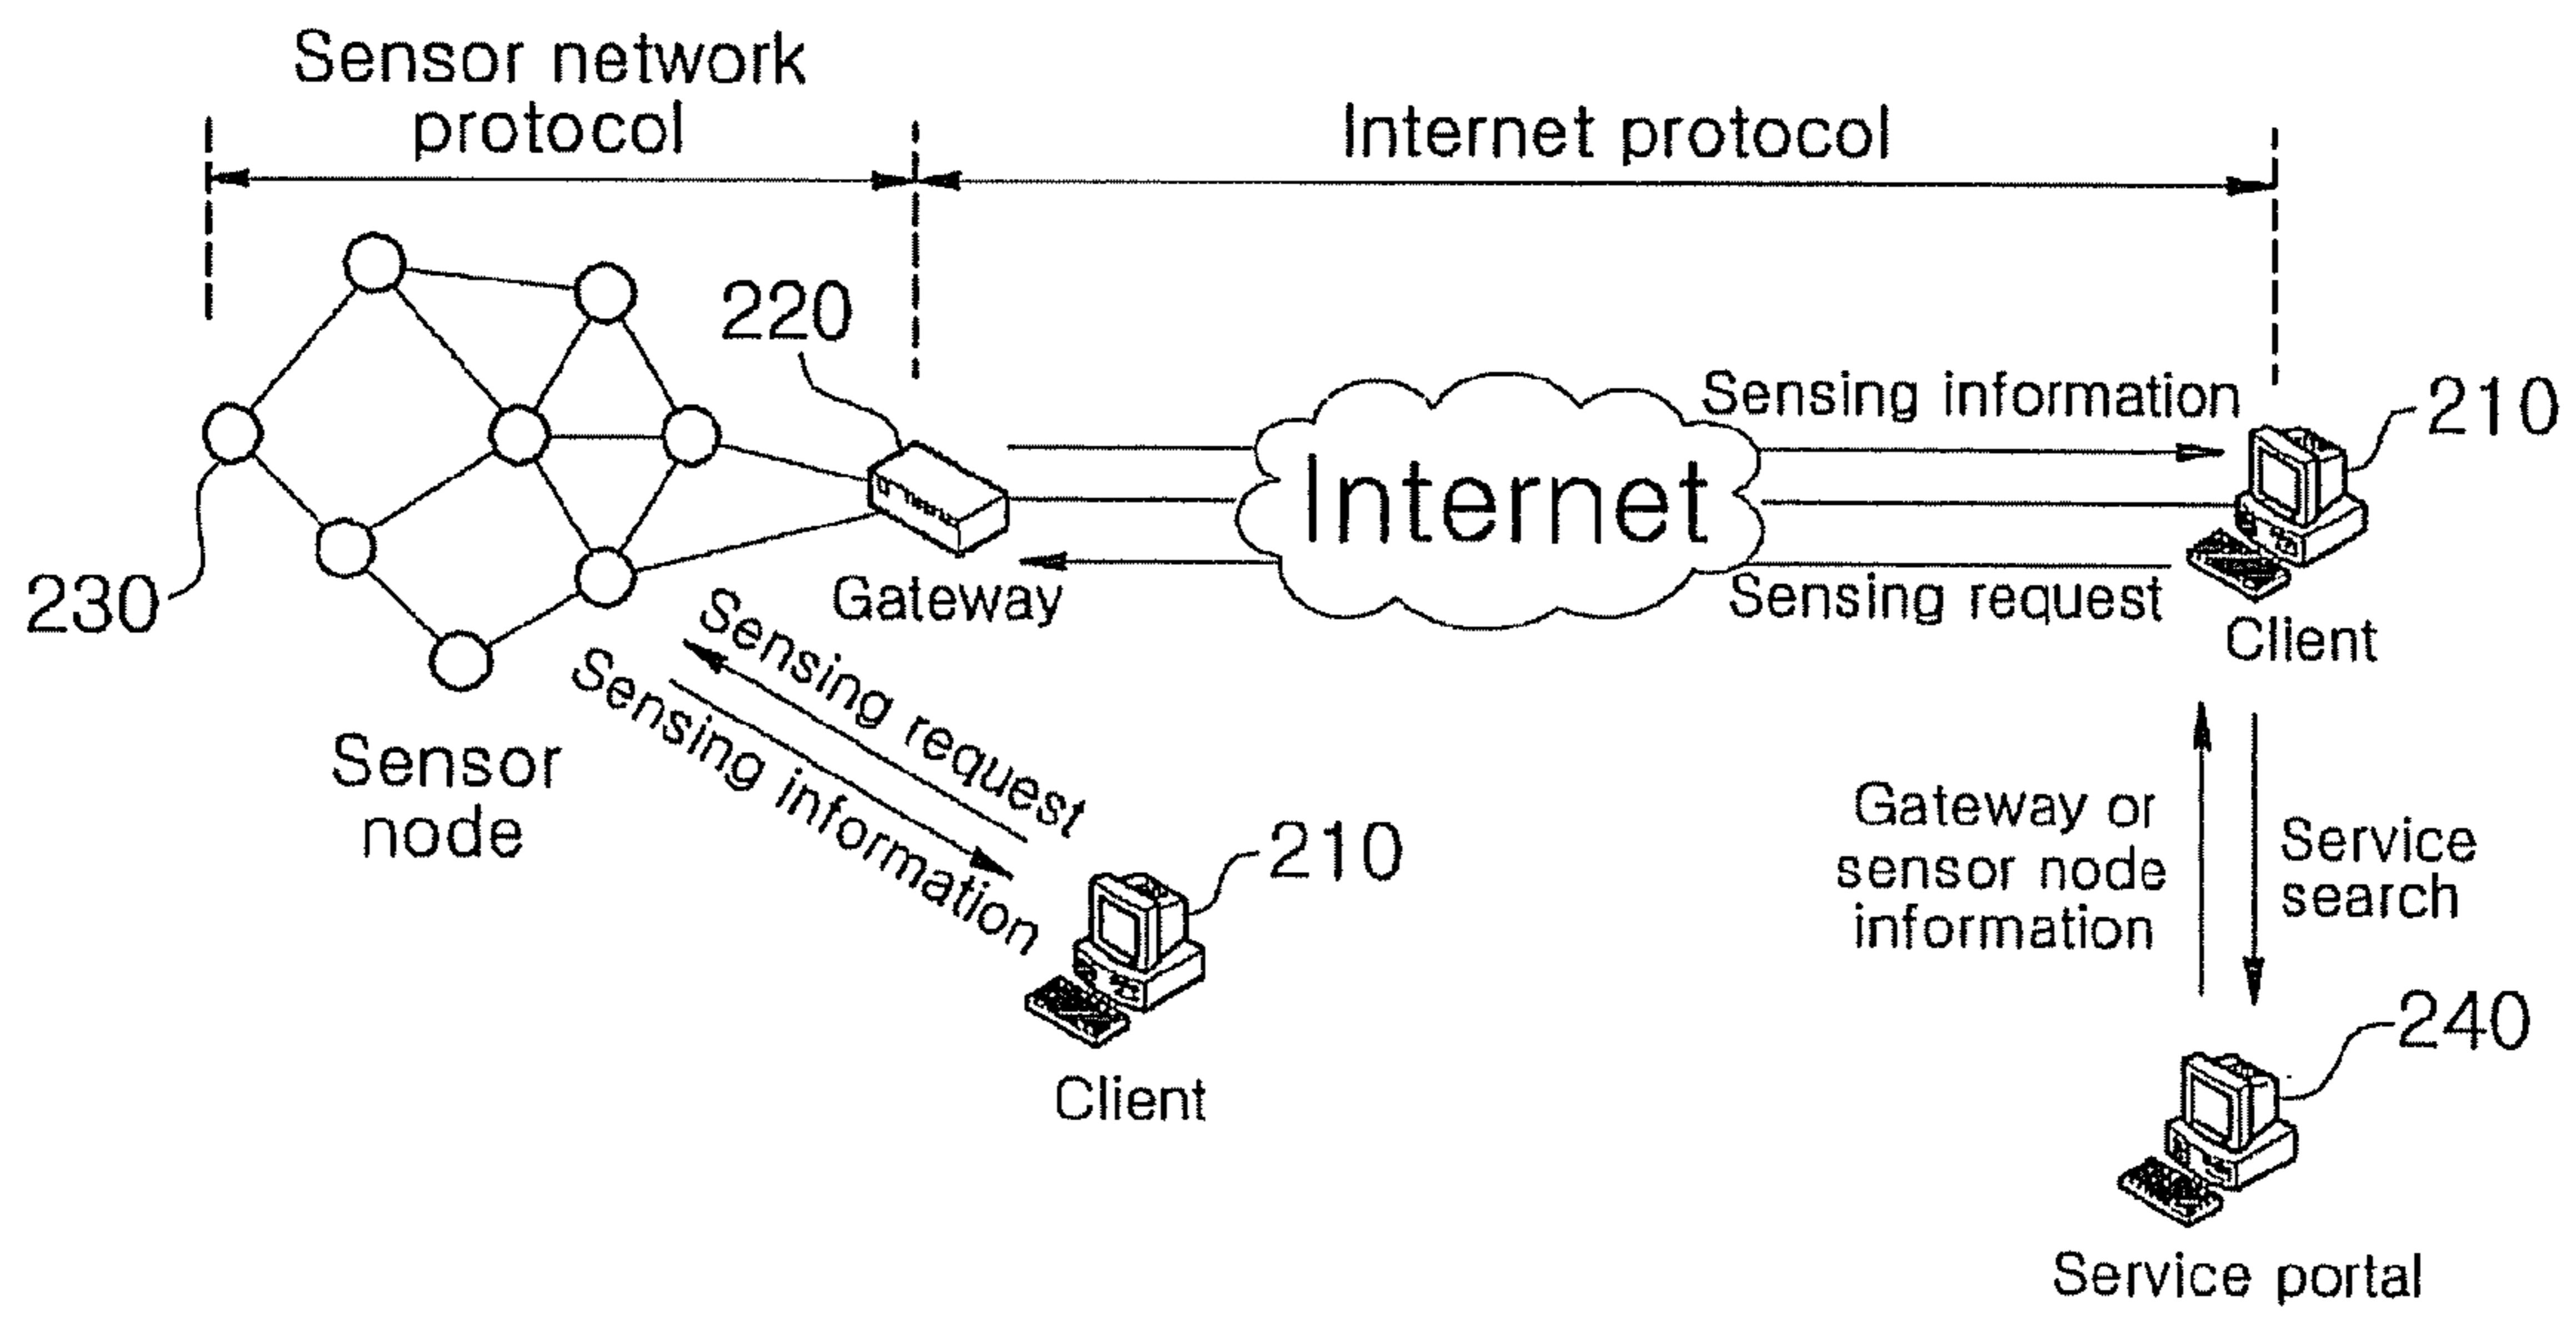 Sensor network
protocol
Internet protocol
220
Sensing information
210
Internet
230
Gateway
Sensing request
Client
Sensing request
Sensing information
Sensor
node
210
Client
Gateway or
sensor node
information
Service
search
240
Service portal